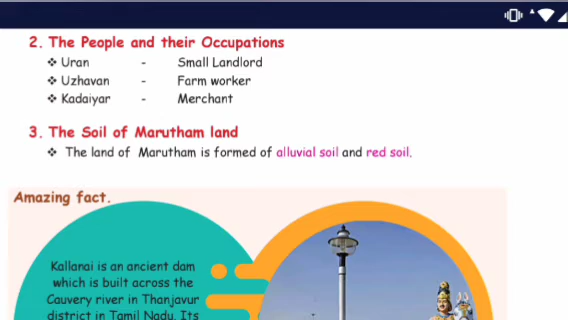 2. The People and their Occupations
❖ Uran - Small Landlord
❖ Uzhavan - Farm worker
❖ Kadaiyar - Merchant
3. The Soil of Marutham land
❖ The land of Marutham is formed of alluvial soil and red soil.
Amazing fact.
Kallanai is an ancient dam
which is built across the
Cauvery river in Thanjavur
district in Tamil Nadu. Its